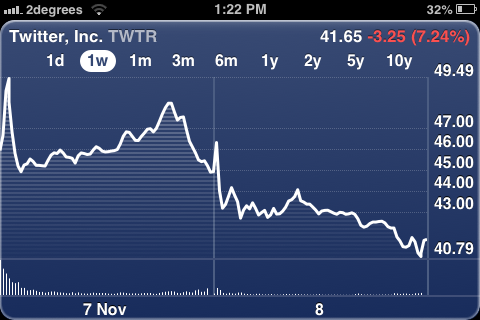 2degrees 1:22 PM 32%
Twitter, Inc. TWTR 41.65 -3.25 (7.24%)
1d 1w 1m 3m 6m 1y 2y 5y 10y
49.49
47.00
46.00
45.00
44.00
43.00
40.79
7 Nov 8